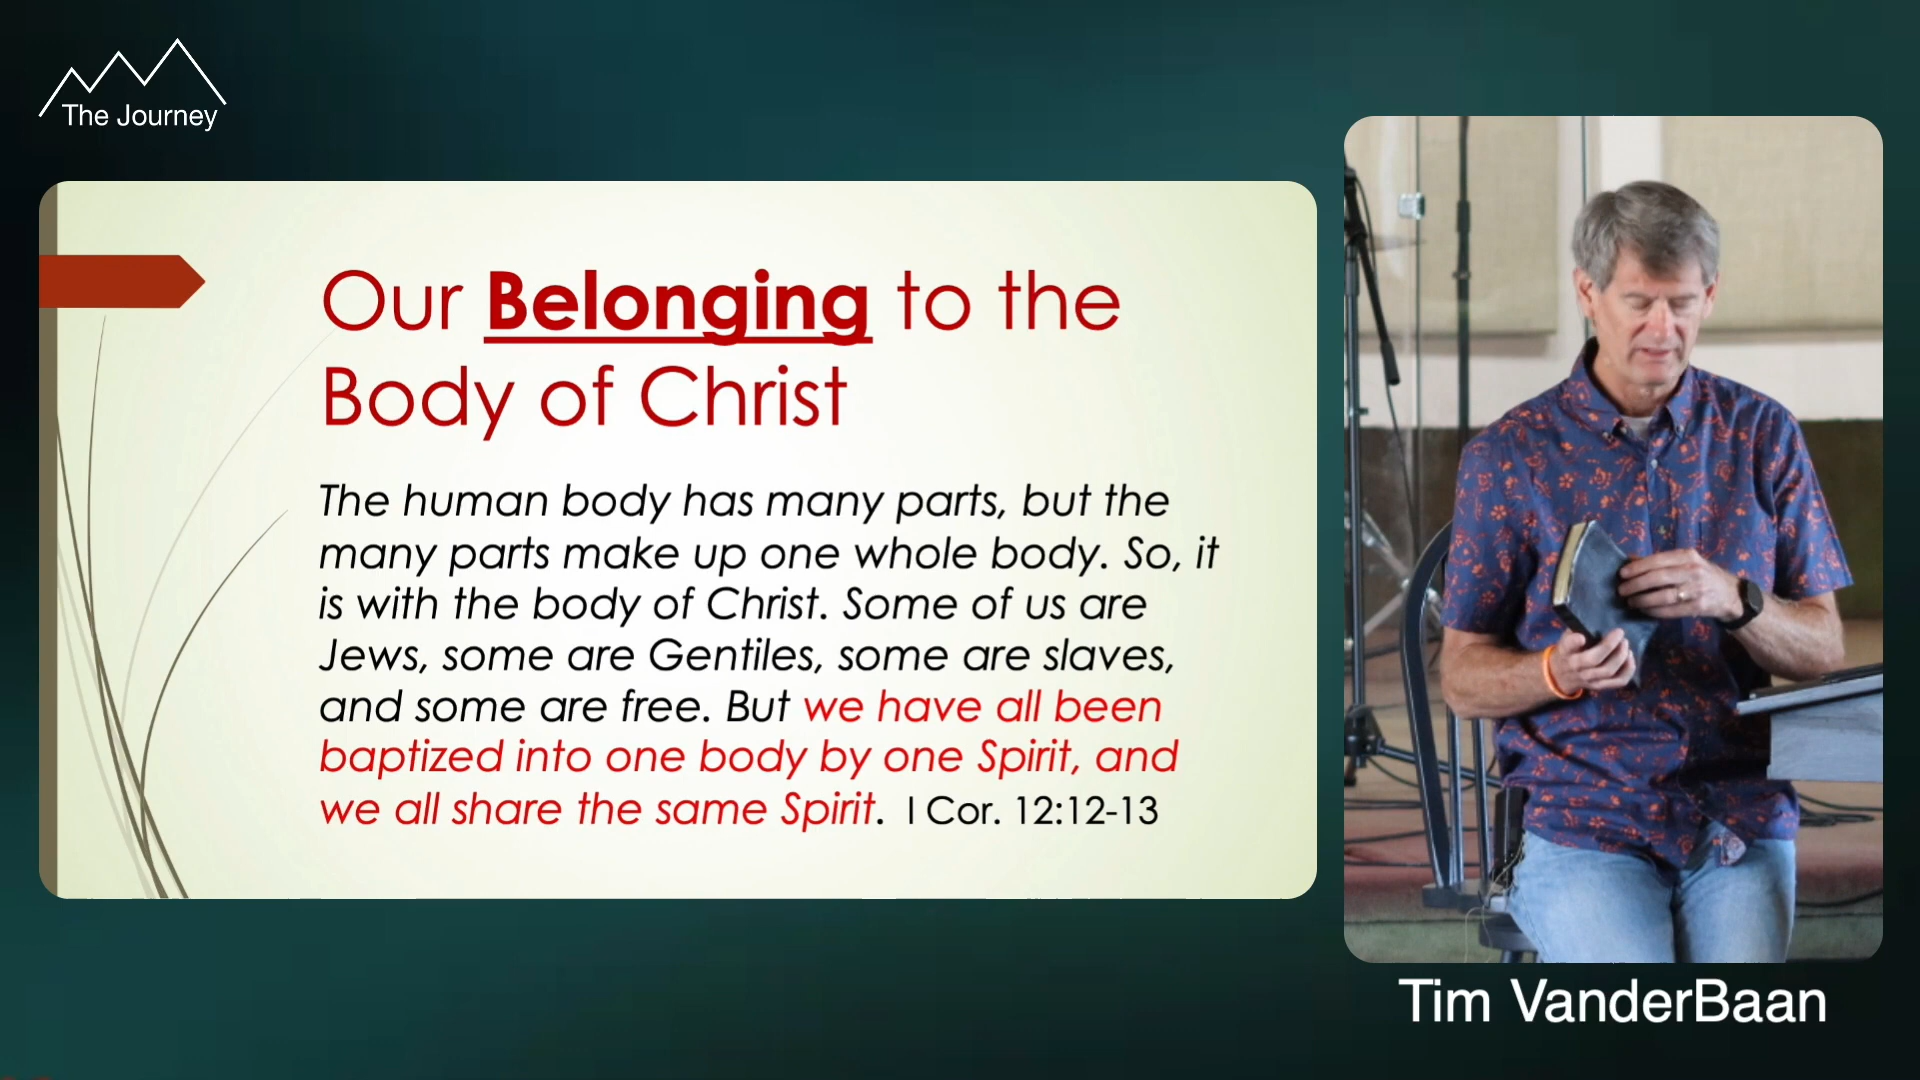 The Journey
Our Belonging to the
Body of Christ
The human body has many parts, but the
many parts make up one whole body. So, it
is with the body of Christ. Some of us are
Jews, some are Gentiles, some are slaves,
and some are free. But we have all been
baptized into one body by one Spirit, and
we all share the same Spirit. I Cor. 12:12-13
Tim VanderBaan